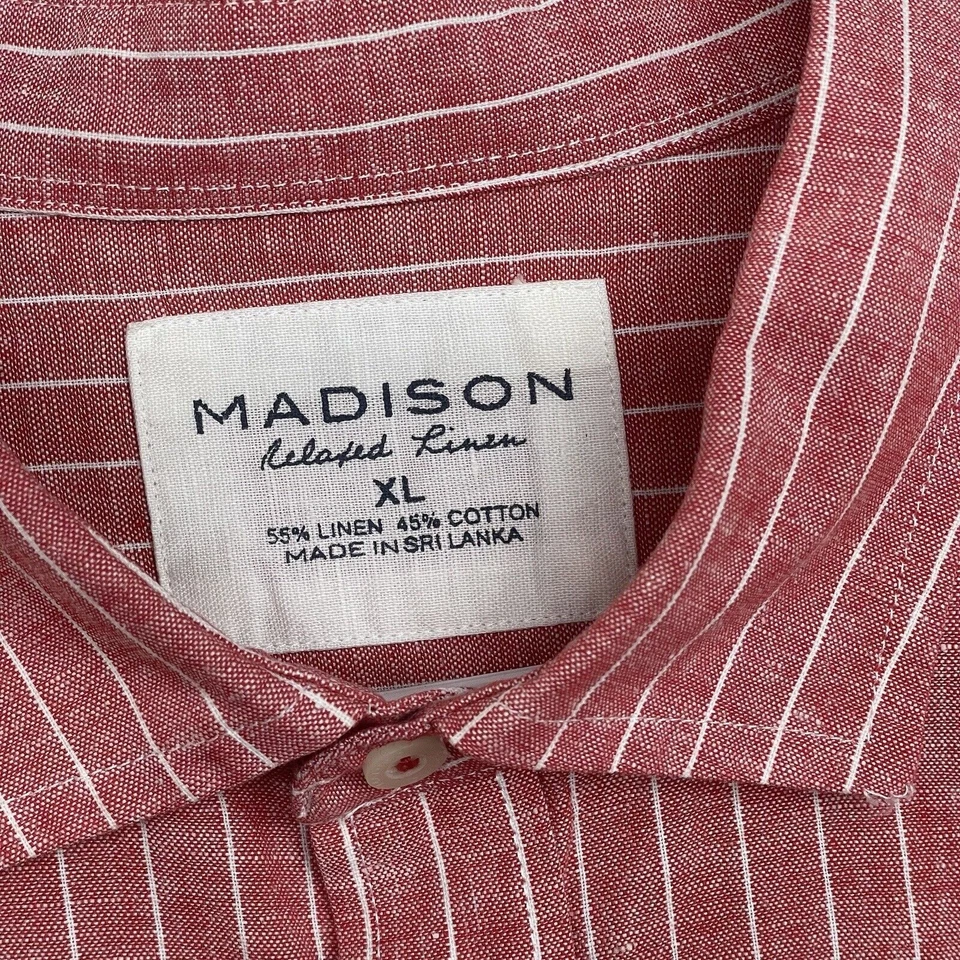 MADISON
Relaxed Linen
XL
55% LINEN 45% COTTON
MADE IN SRI LANKA